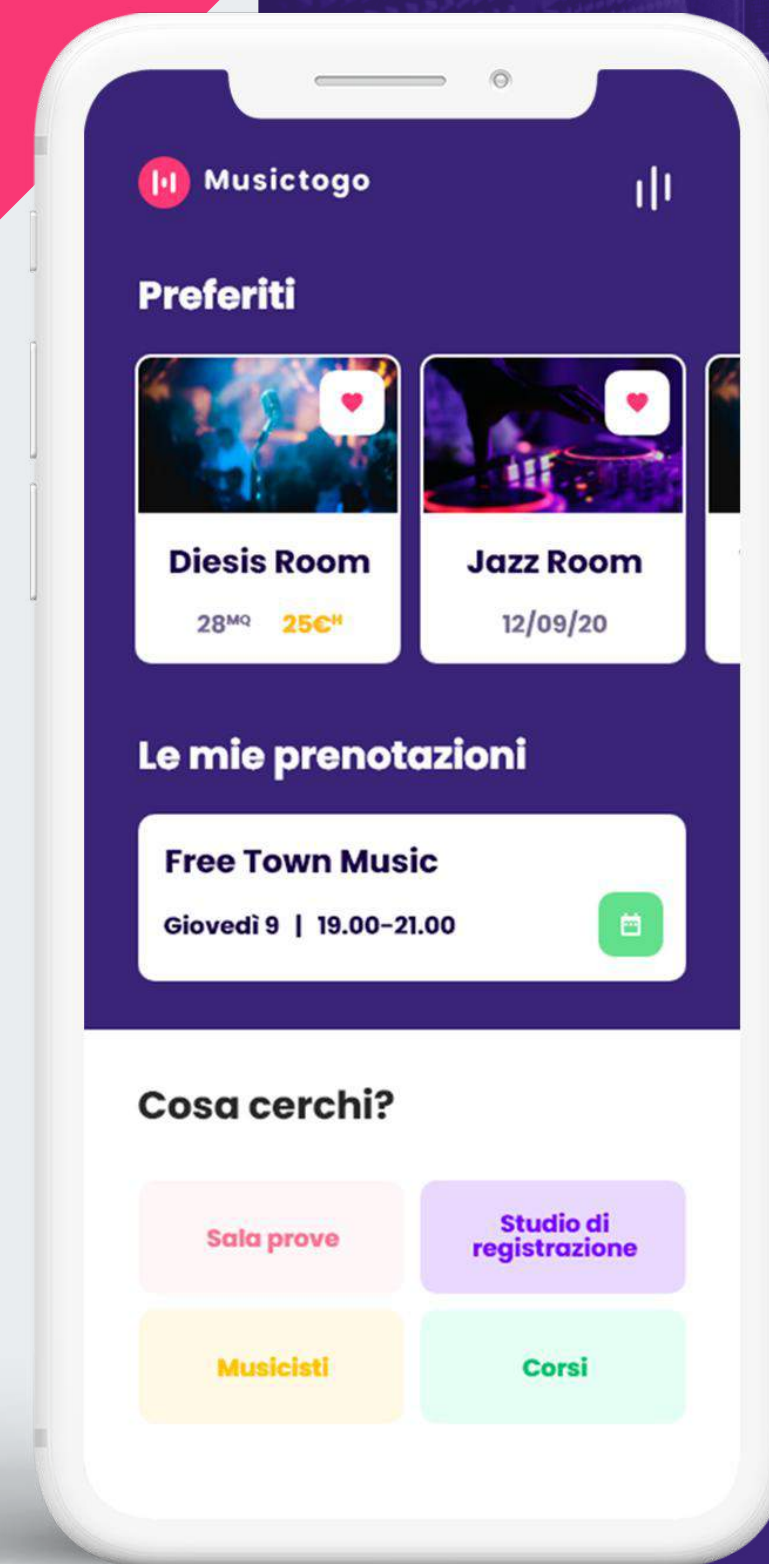 Musictogo
Preferiti
Diesis Room
28MQ 25€H
Jazz Room
12/09/20
Le mie prenotazioni
Free Town Music
Giovedì 9 | 19.00-21.00
Cosa cerchi?
Sala prove
Studio di
registrazione
Musicisti
Corsi